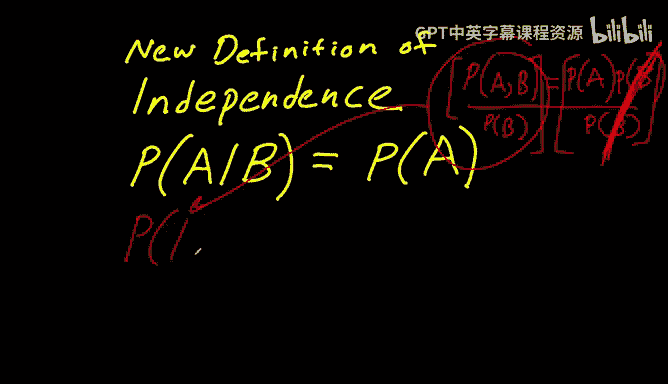 GPT中英字幕课程资源 bilibili
New Definition of
Independence
[P(A,B)/P(B)] = [P(A)P(B)/P(B)]
P(A|B) = P(A)
P(|